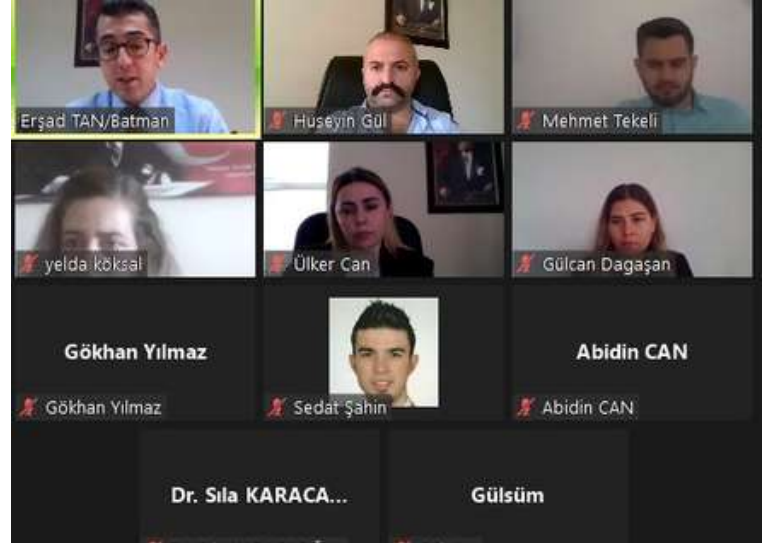 Erşad TAN/Batman
Hüseyin Gül
Mehmet Tekeli
yelda köksal
Ülker Can
Gülcan Dagaşan
Gökhan Yılmaz
Abidin CAN
Gökhan Yılmaz
Sedat Şahin
Abidin CAN
Dr. Sıla KARACA...
Gülsüm